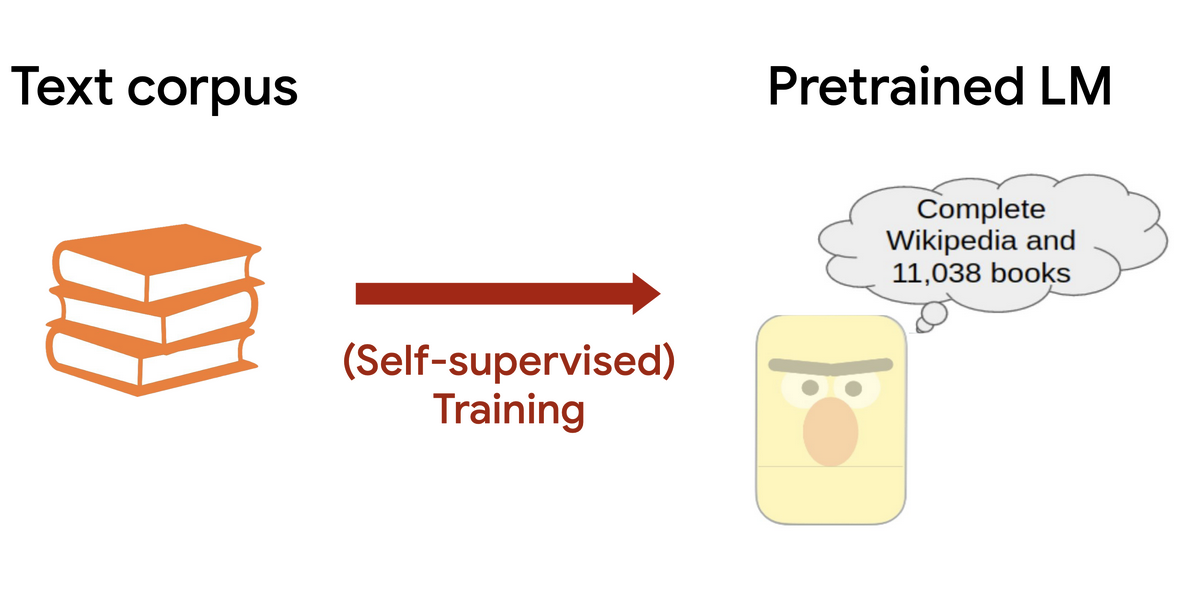 Text corpus
Pretrained LM
Complete
Wikipedia and
11,038 books
(Self-supervised)
Training